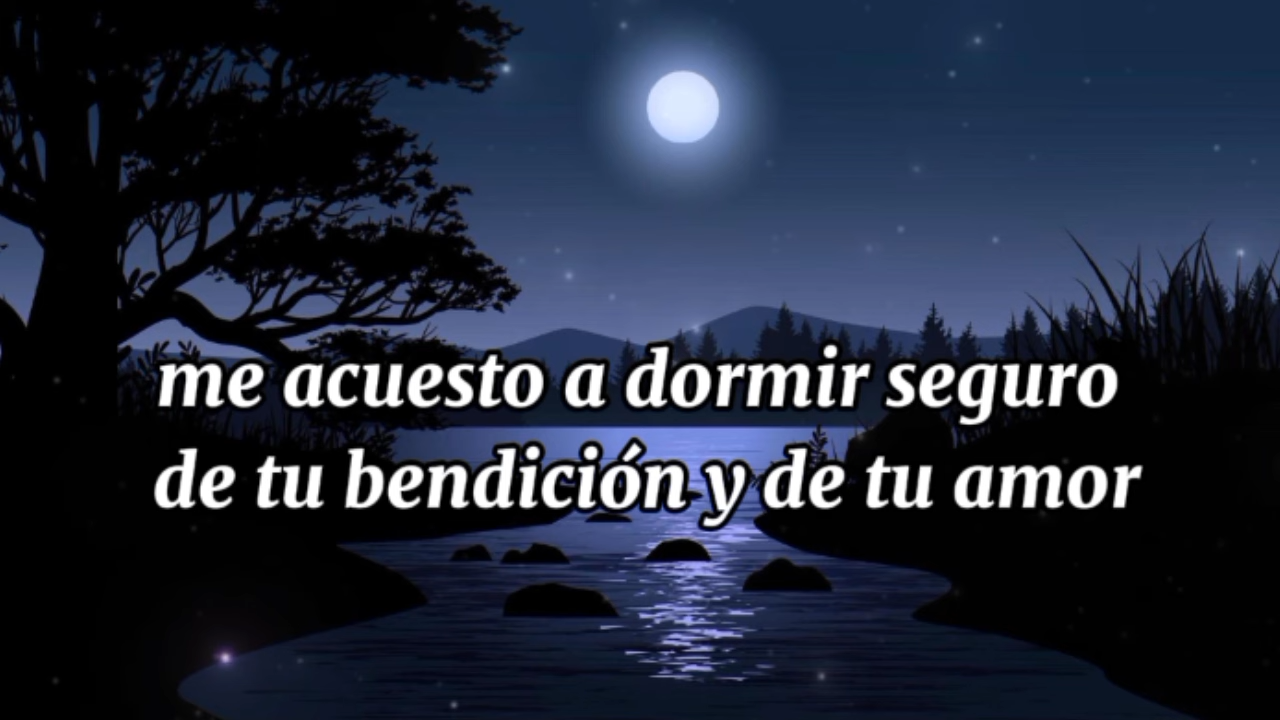 me acuesto a dormir seguro
de tu bendición y de tu amor